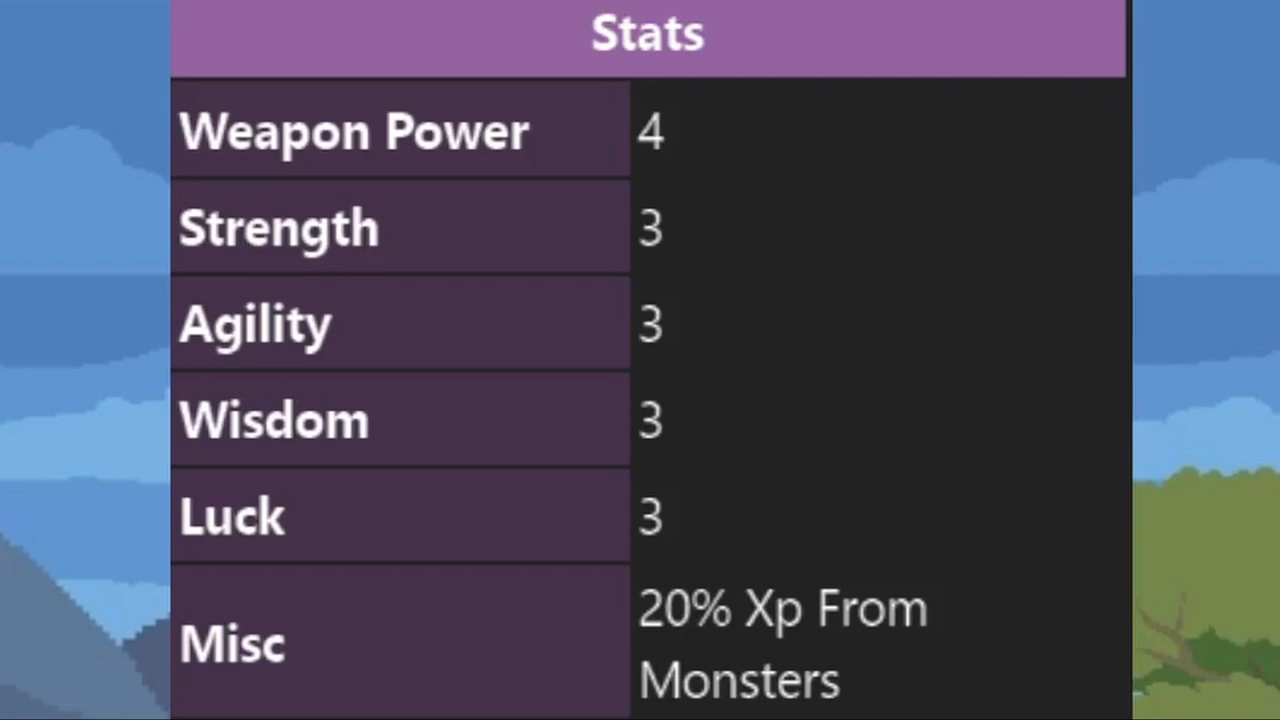 Stats
Weapon Power 4
Strength 3
Agility 3
Wisdom 3
Luck 3
Misc 20% Xp From
Monsters